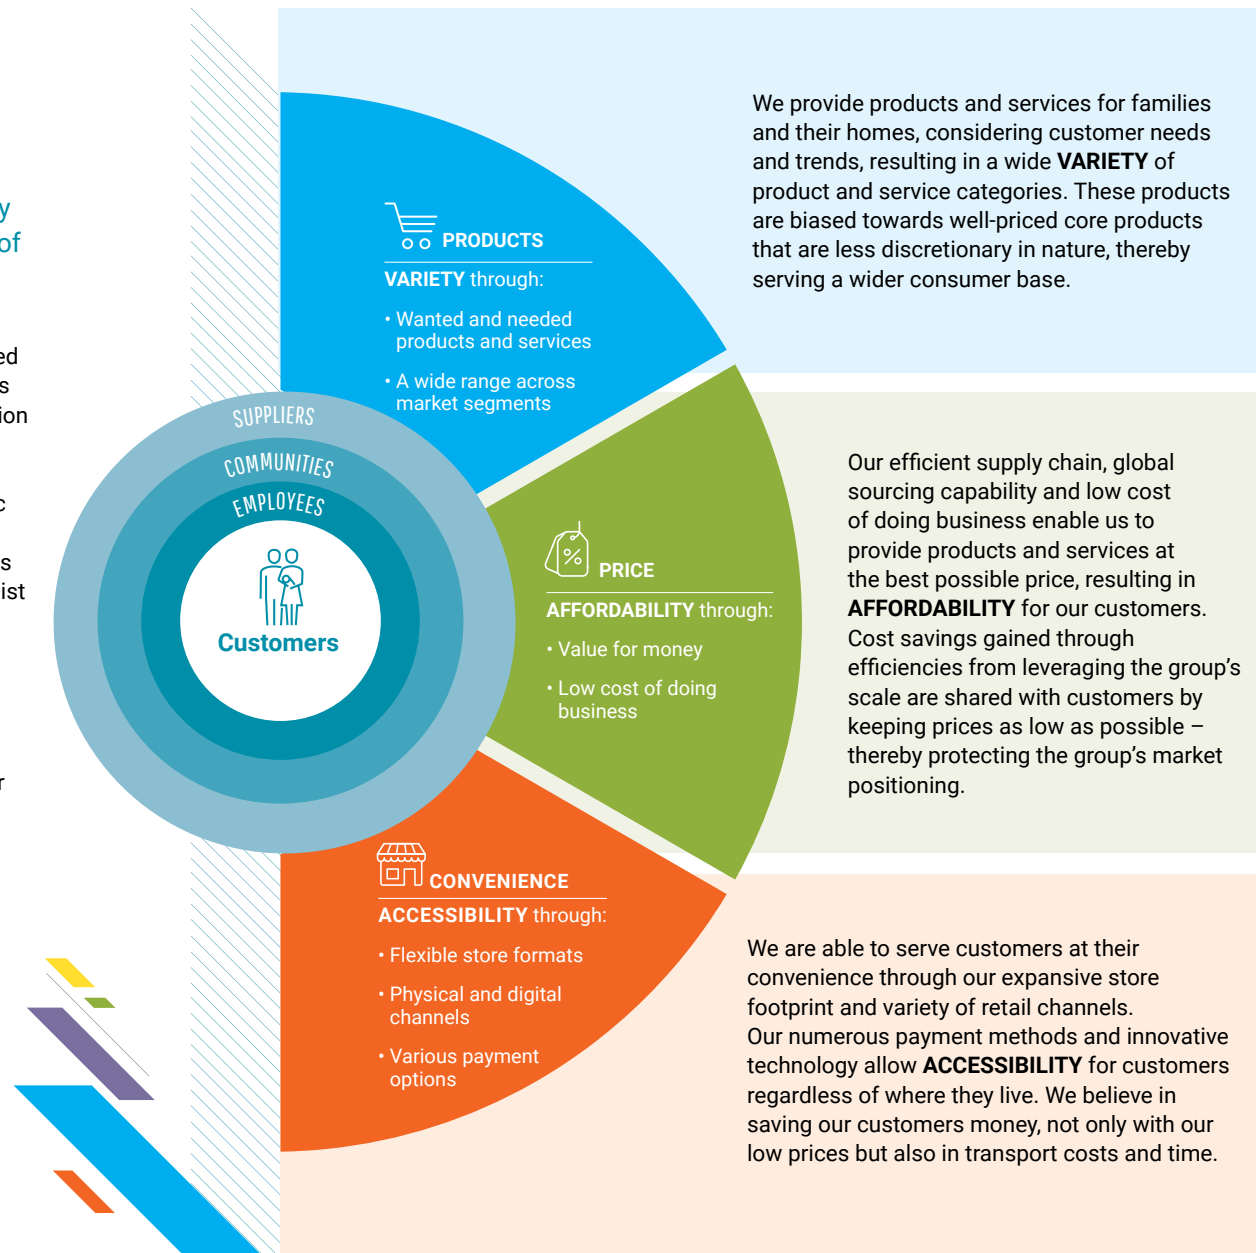 y
of
ed
s
ion
c
s
ist
r
SUPPLIERS
COMMUNITIES
EMPLOYEES
Customers
PRODUCTS
VARIETY through:
• Wanted and needed
products and services
• A wide range across
market segments
We provide products and services for families
and their homes, considering customer needs
and trends, resulting in a wide VARIETY of
product and service categories. These products
are biased towards well-priced core products
that are less discretionary in nature, thereby
serving a wider consumer base.
%
PRICE
AFFORDABILITY through:
• Value for money
• Low cost of doing
business
Our efficient supply chain, global
sourcing capability and low cost
of doing business enable us to
provide products and services at
the best possible price, resulting in
AFFORDABILITY for our customers.
Cost savings gained through
efficiencies from leveraging the group's
scale are shared with customers by
keeping prices as low as possible –
thereby protecting the group's market
positioning.
CONVENIENCE
ACCESSIBILITY through:
• Flexible store formats
• Physical and digital
channels
• Various payment
options
We are able to serve customers at their
convenience through our expansive store
footprint and variety of retail channels.
Our numerous payment methods and innovative
technology allow ACCESSIBILITY for customers
regardless of where they live. We believe in
saving our customers money, not only with our
low prices but also in transport costs and time.